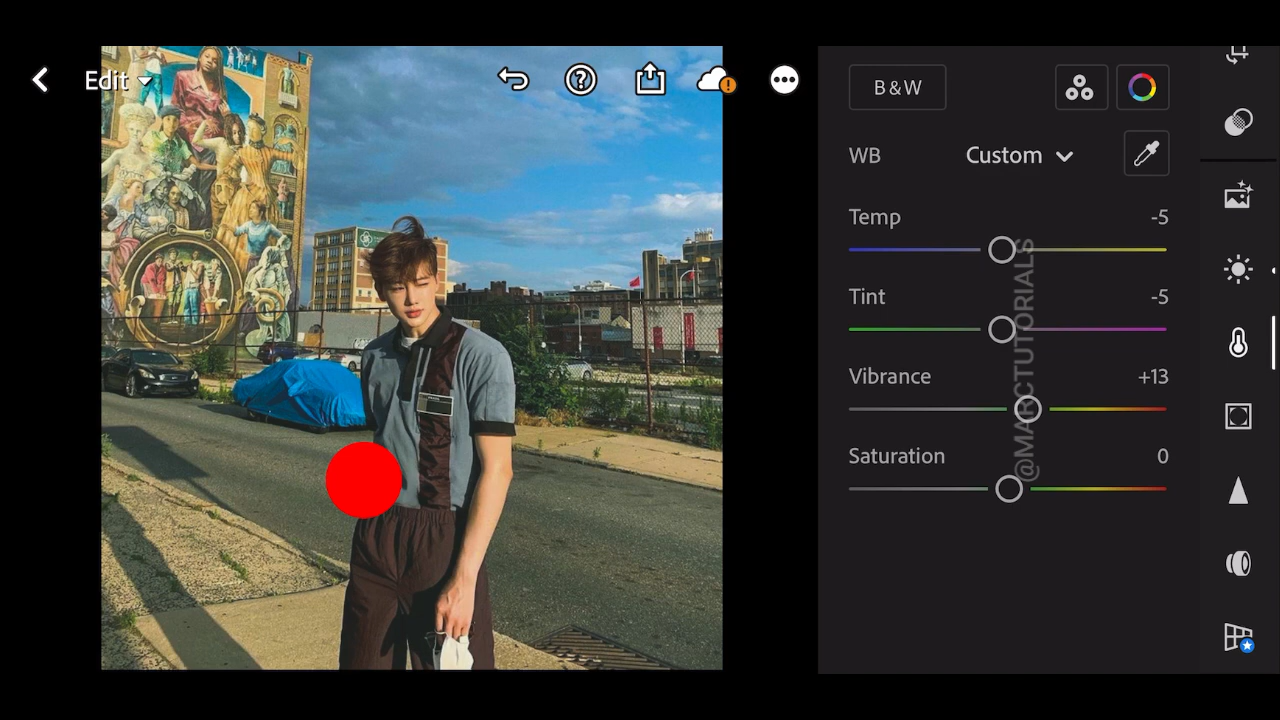 Edit
B&W
WB
Custom
Temp
-5
Tint
-5
Vibrance
+13
Saturation
0
@MARCTUTORIALS